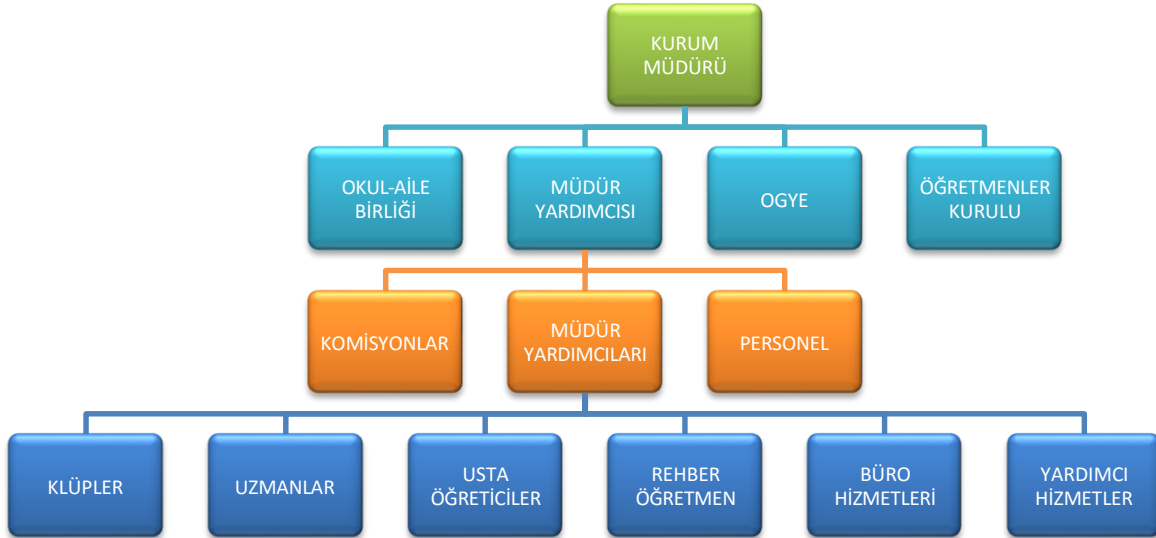 KURUM
MÜDÜRÜ
OKUL-AİLE
BİRLİĞİ
MÜDÜR
YARDIMCISI
OGYE
ÖĞRETMENLER
KURULU
KOMİSYONLAR
MÜDÜR
YARDIMCILARI
PERSONEL
KLÜPLER
UZMANLAR
USTA
ÖĞRETİCİLER
REHBER
ÖĞRETMEN
BÜRO
HİZMETLERİ
YARDIMCI
HİZMETLER